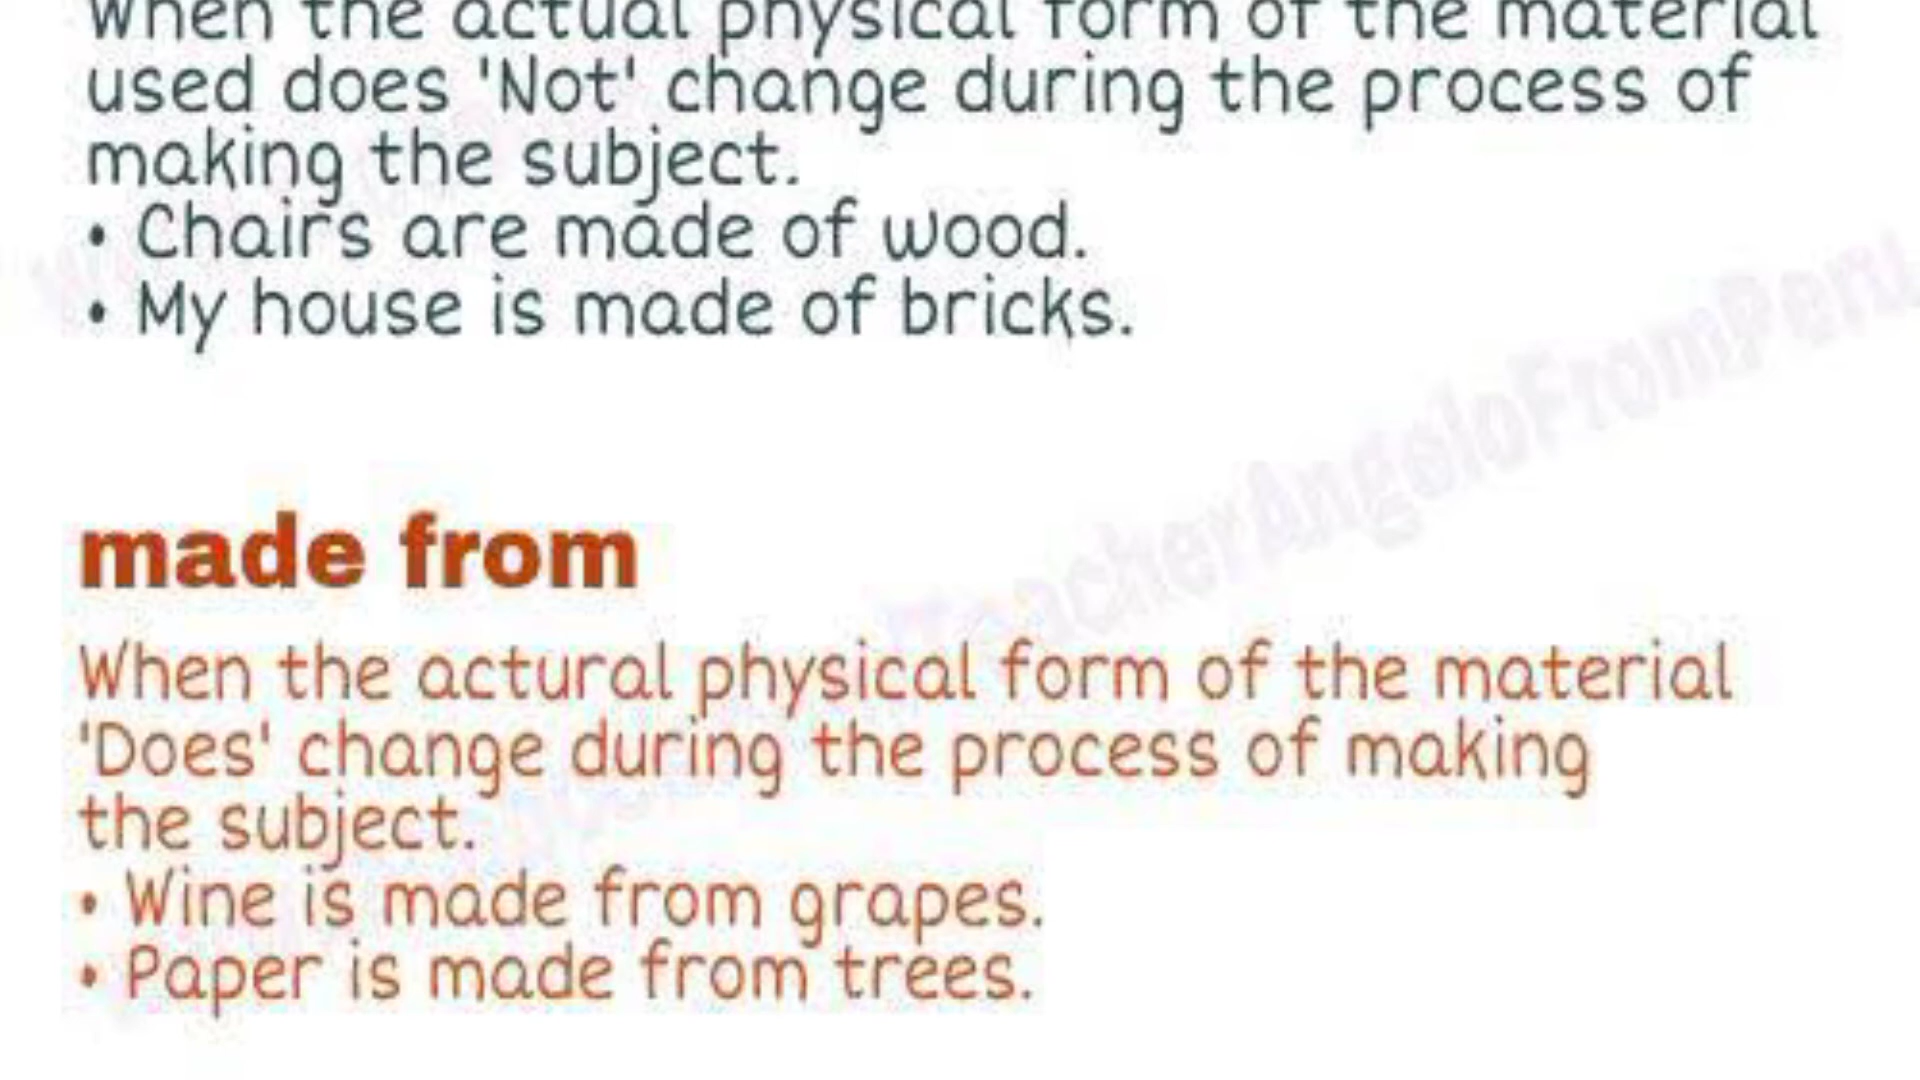 When the actual physical form of the material
used does 'Not' change during the process of
making the subject.
• Chairs are made of wood.
• My house is made of bricks.
TeacherAngeloFromPeru
made from
When the actural physical form of the material
'Does' change during the process of making
the subject.
• Wine is made from grapes.
• Paper is made from trees.